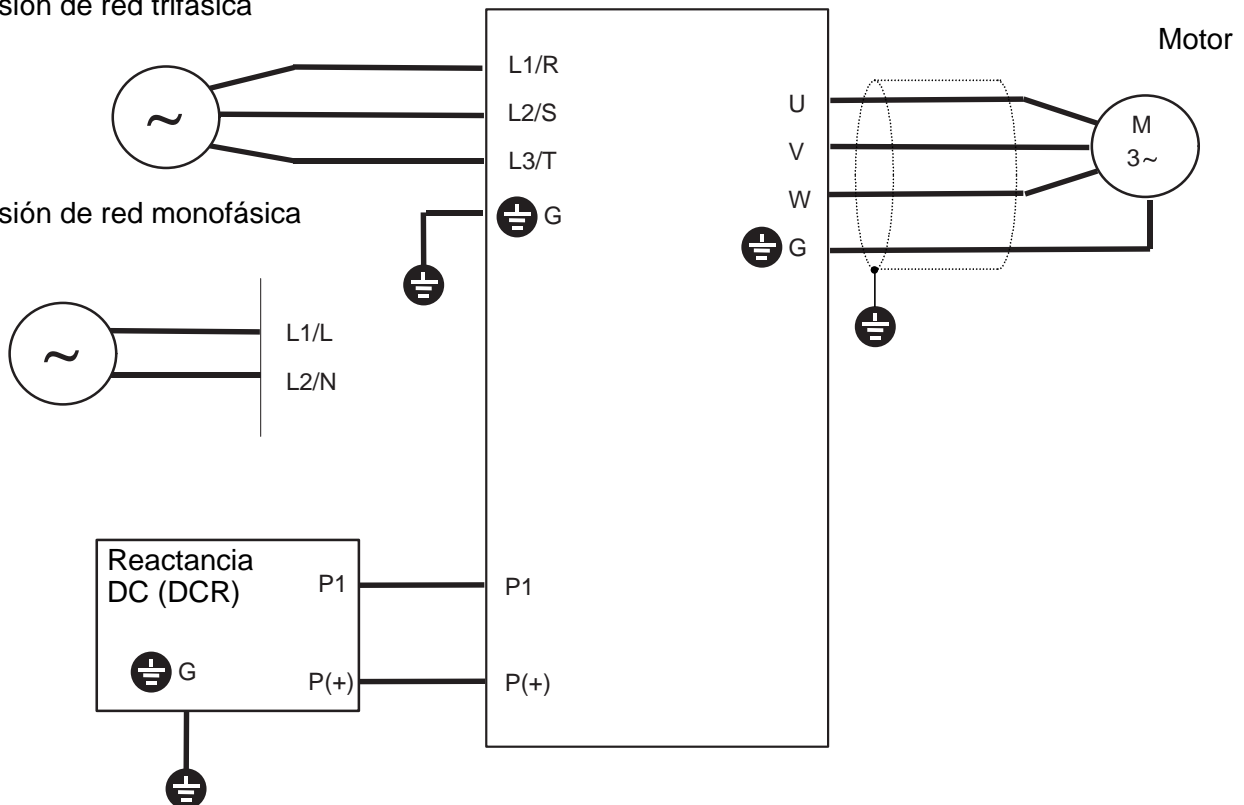 sión de red trifásica
Motor
L1/R
L2/S
L3/T
G
U
V
W
G
M
3~
~
sión de red monofásica
~
L1/L
L2/N
Reactancia
DC (DCR)
P1
G
P(+)
P1
P(+)